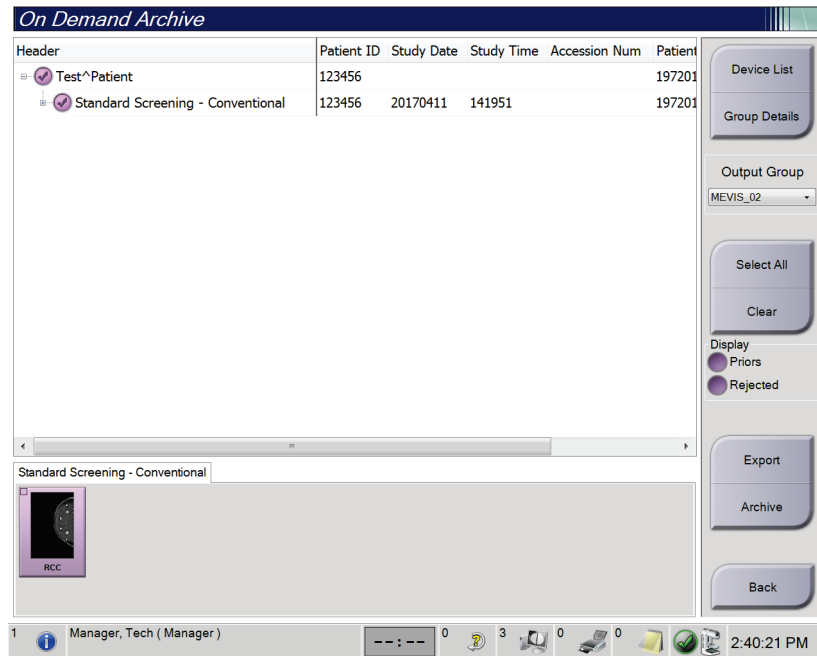 On Demand Archive
Header Patient ID Study Date Study Time Accession Num Patient
Test^Patient 123456 197201
Standard Screening - Conventional 123456 20170411 141951 197201
Device List
Group Details
Output Group
MEVIS_02
Select All
Clear
Display
Priors
Rejected
Export
Archive
Back
Standard Screening - Conventional
RCC
1 Manager, Tech ( Manager ) --:-- 0 3 0 0 2:40:21 PM